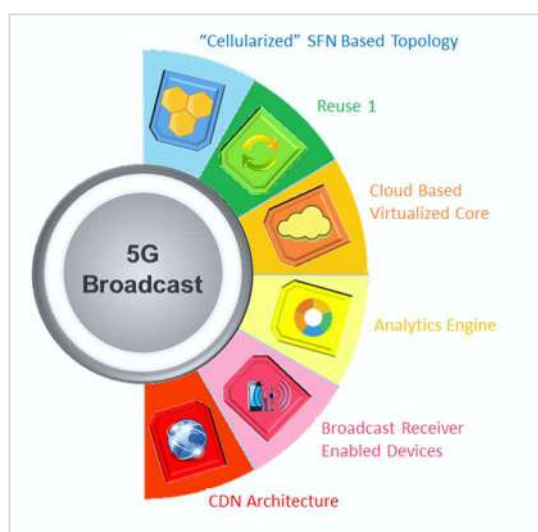 “Cellularized” SFN Based Topology
Reuse 1
Cloud Based
Virtualized Core
5G
Broadcast
Analytics Engine
Broadcast Receiver
Enabled Devices
CDN Architecture